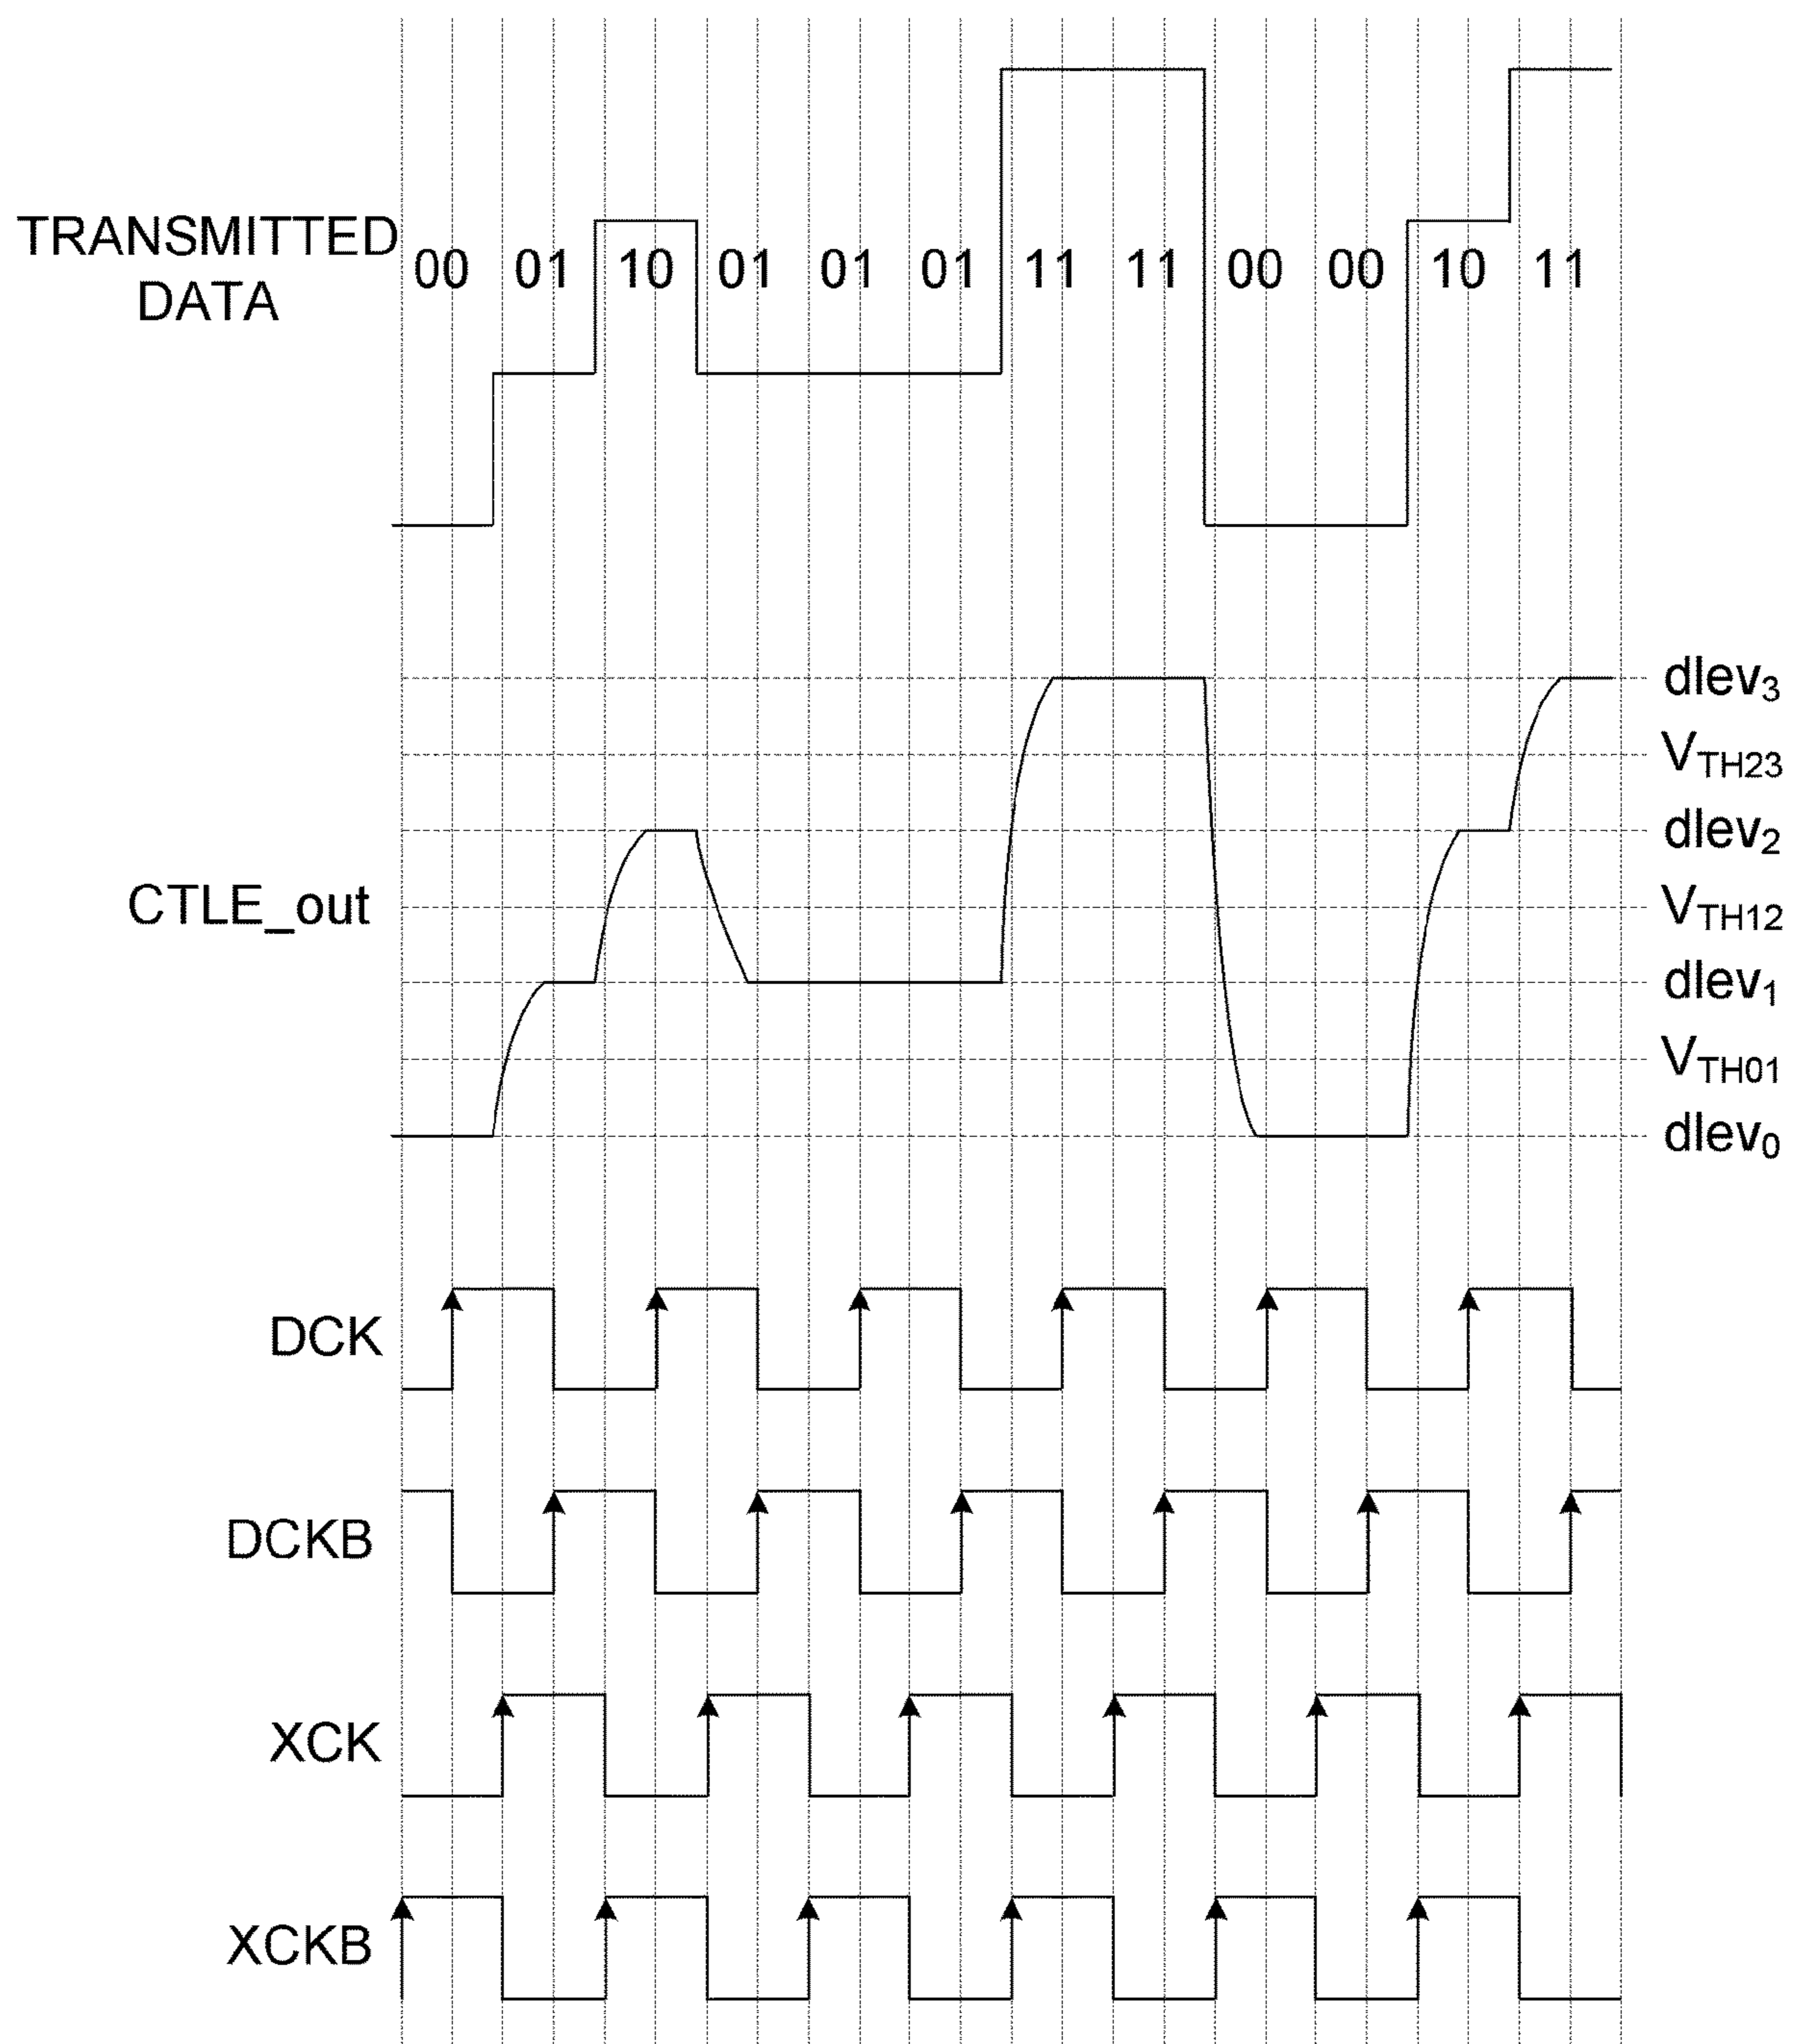 TRANSMITTED
DATA
00 01 10 01 01 01 11 11 00 00 10 11
dlev3
VTH23
dlev2
CTLE_out
VTH12
dlev1
VTH01
dlev0
DCK
DCKB
XCK
XCKB